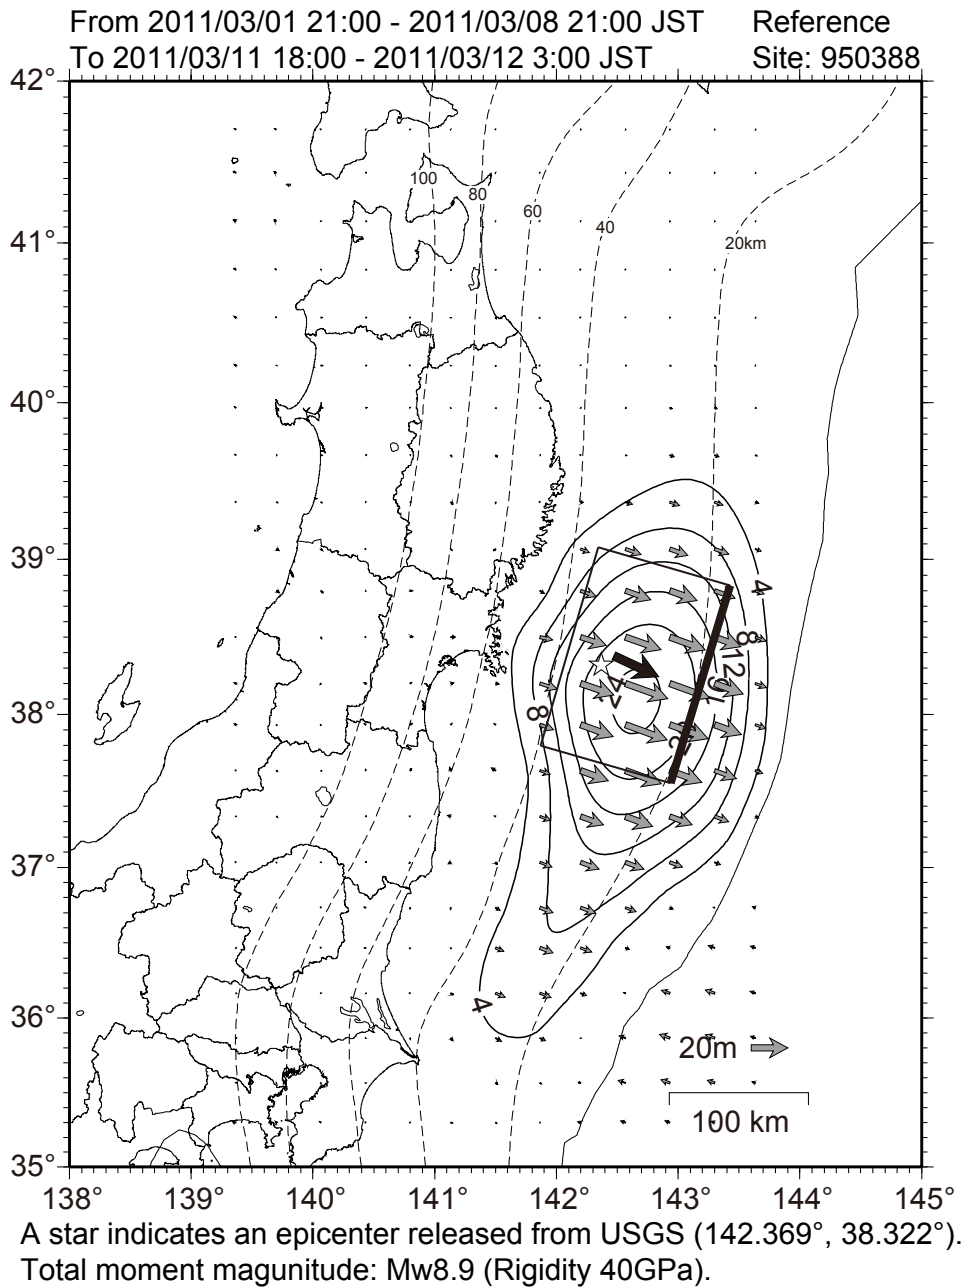 From 2011/03/01 21:00 - 2011/03/08 21:00 JST Reference
To 2011/03/11 18:00 - 2011/03/12 3:00 JST Site: 950388
42°
100
80
60
40
20km
41°
40°
39°
4
8
12
24
8
38°
37°
4
36°
20m
100 km
35°
138° 139° 140° 141° 142° 143° 144° 145°
A star indicates an epicenter released from USGS (142.369°, 38.322°).
Total moment magunitude: Mw8.9 (Rigidity 40GPa).